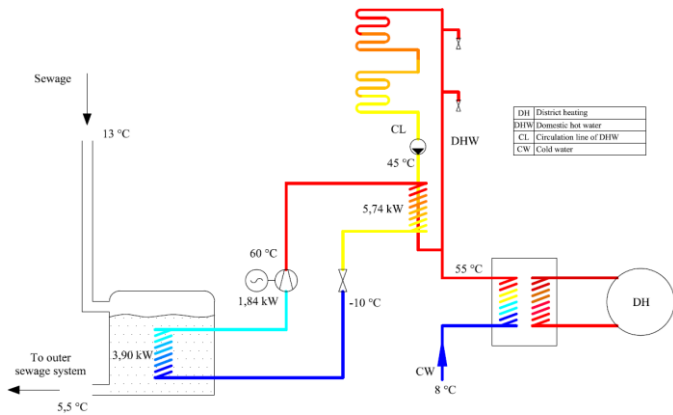 Sewage
13 °C
CL
45 °C
DHW
DH District heating
DHW Domestic hot water
CL Circulation line of DHW
CW Cold water
5,74 kW
60 °C
1,84 kW
-10 °C
55 °C
DH
3,90 kW
To outer
sewage system
5,5 °C
CW
8 °C